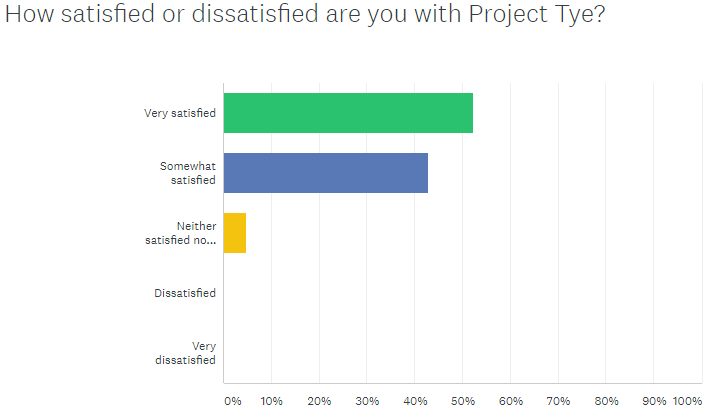 How satisfied or dissatisfied are you with Project Tye?
Very satisfied
Somewhat
satisfied
Neither
satisfied no...
Dissatisfied
Very
dissatisfied
0% 10% 20% 30% 40% 50% 60% 70% 80% 90% 100%